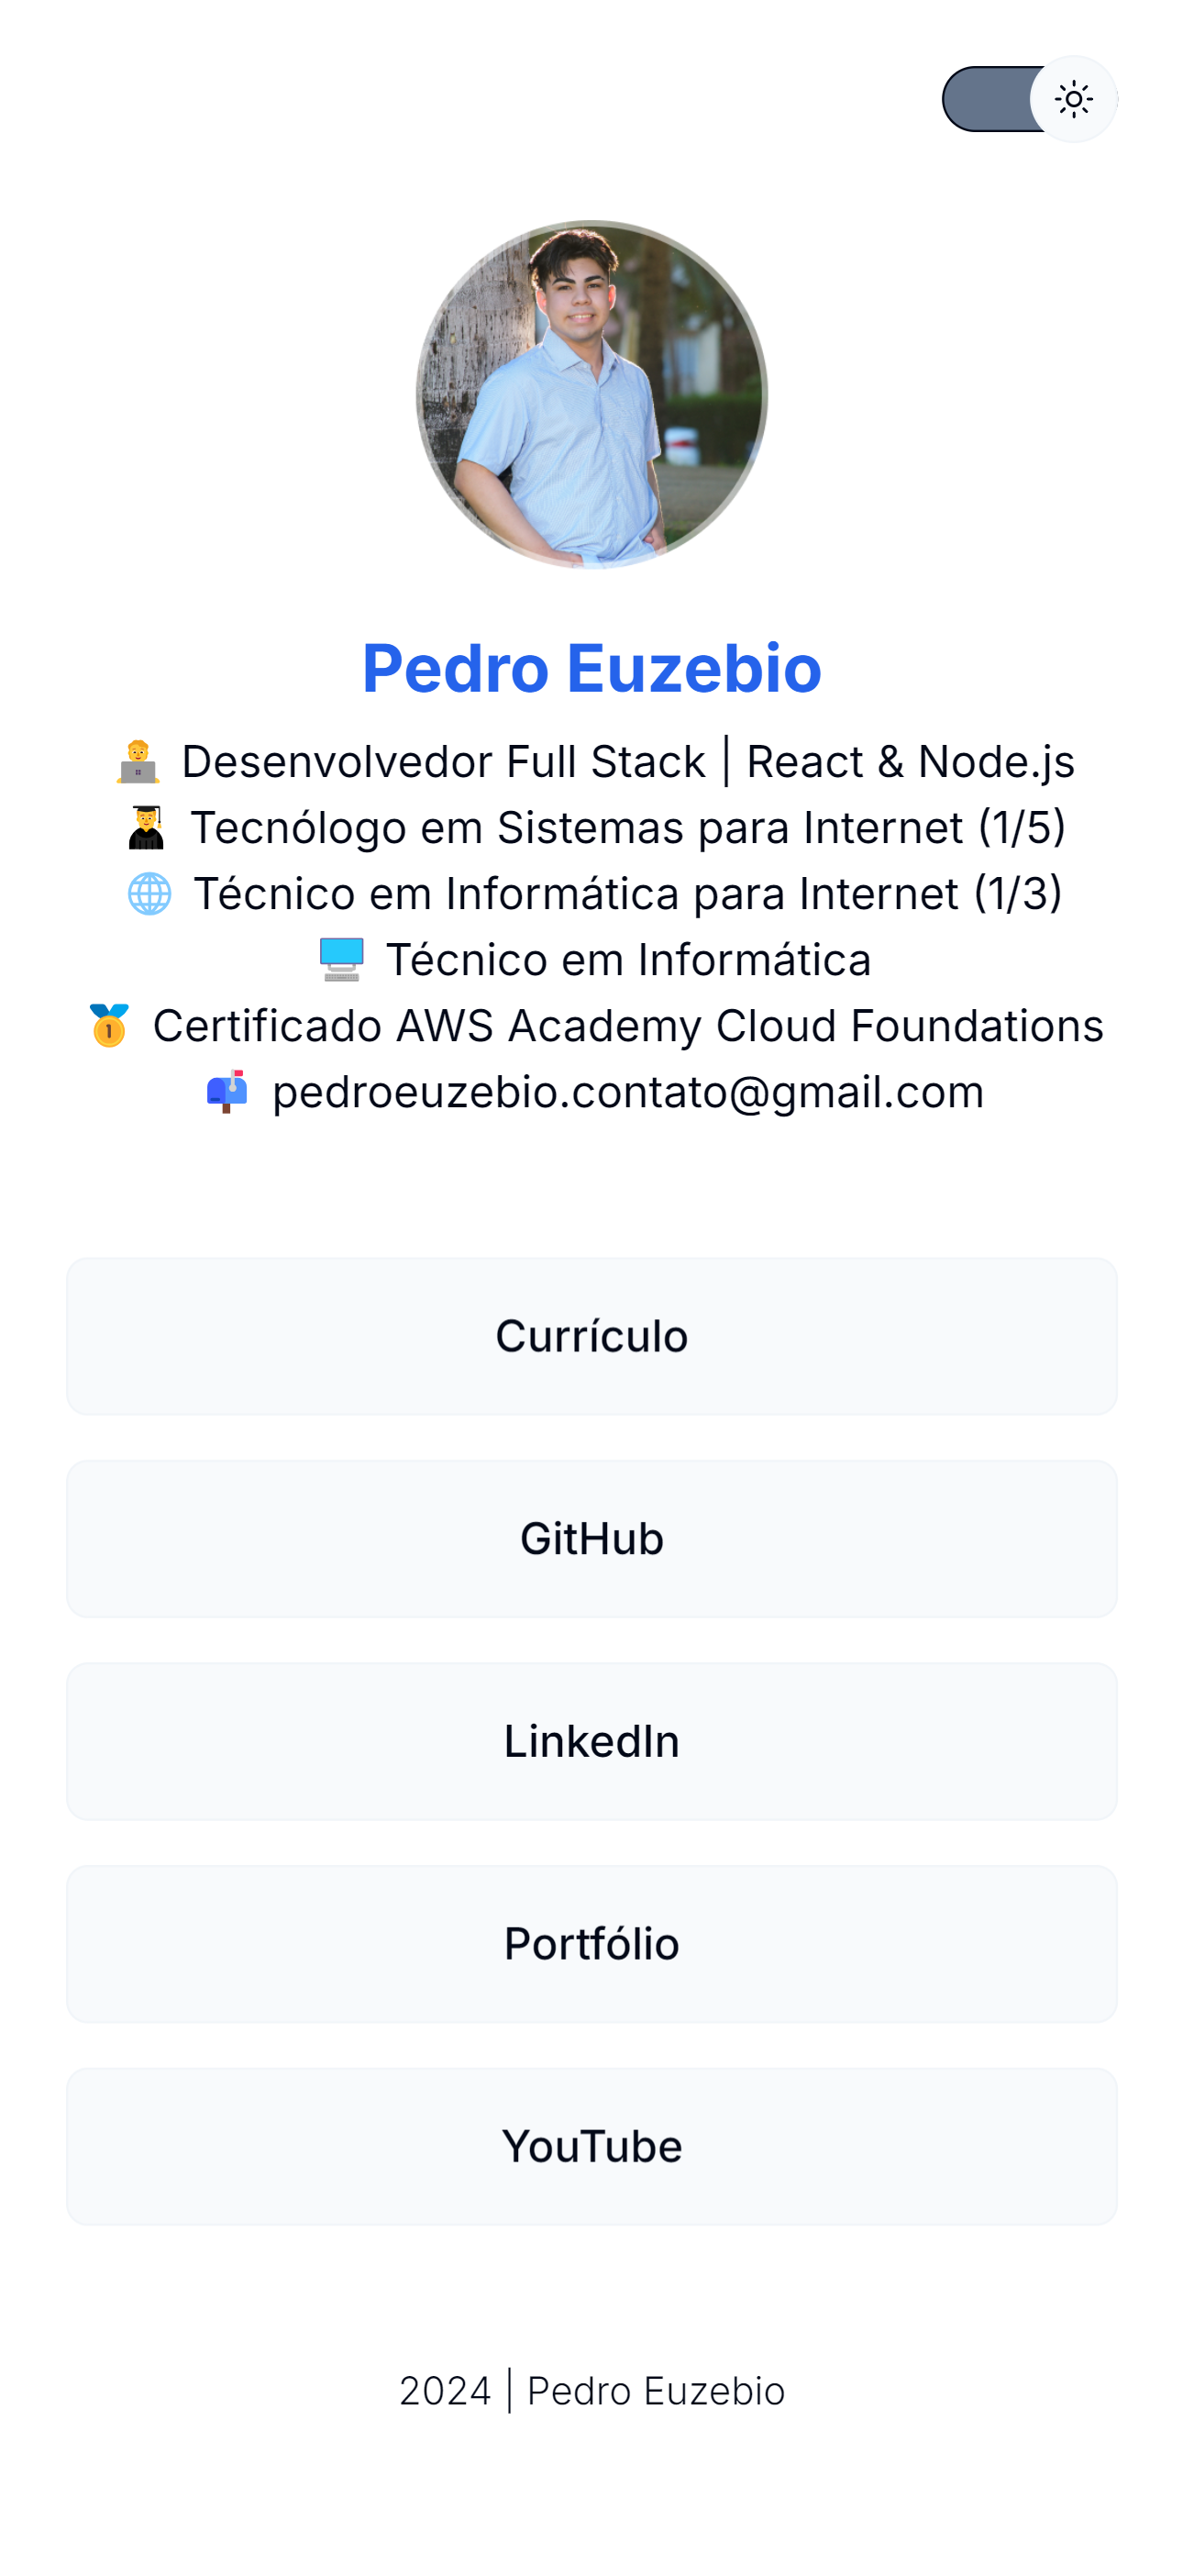 Pedro Euzebio
🧑‍💻 Desenvolvedor Full Stack | React & Node.js
🧑‍🎓 Tecnólogo em Sistemas para Internet (1/5)
🌐 Técnico em Informática para Internet (1/3)
🖥️ Técnico em Informática
🥇 Certificado AWS Academy Cloud Foundations
📬 pedroeuzebio.contato@gmail.com
Currículo
GitHub
LinkedIn
Portfólio
YouTube
2024 | Pedro Euzebio